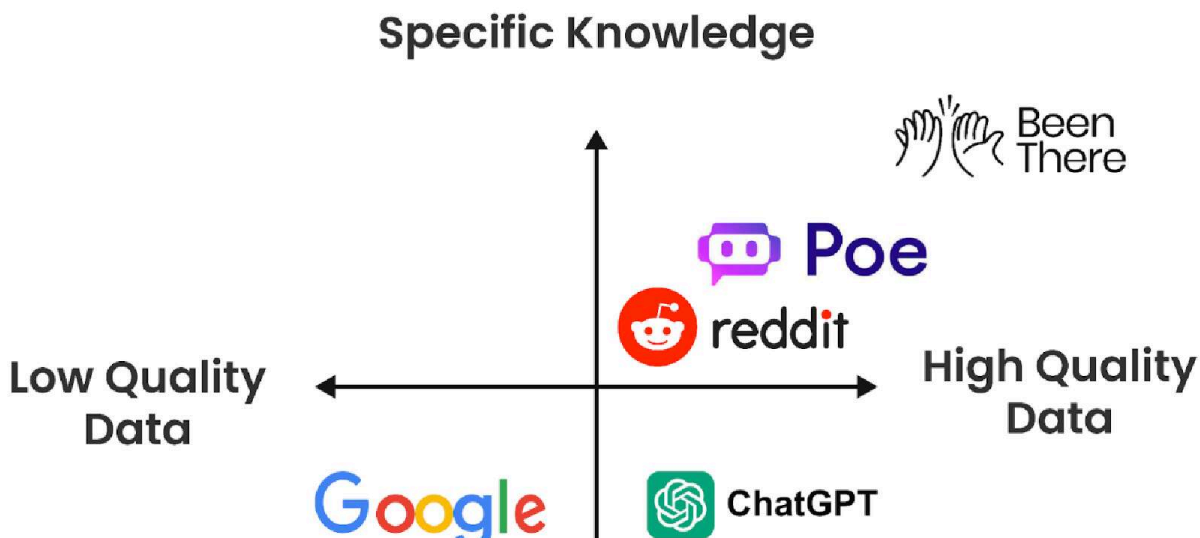 Specific Knowledge
Been
There
Poe
reddit
Low Quality
Data
High Quality
Data
Google
ChatGPT